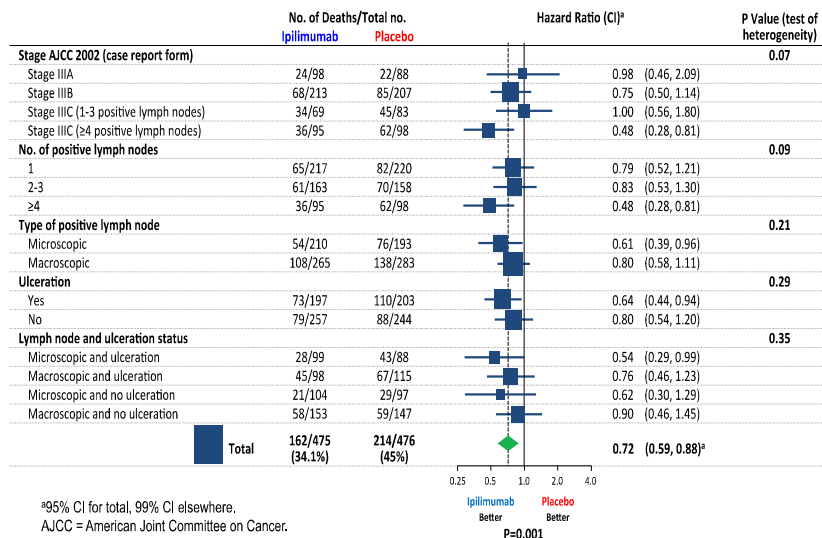 No. of Deaths/Total no. Hazard Ratio (CI)ᵃ P Value (test of heterogeneity)
Ipilimumab Placebo
Stage AJCC 2002 (case report form) 0.07
Stage IIIA 24/98 22/88 0.98 (0.46, 2.09)
Stage IIIB 68/213 85/207 0.75 (0.50, 1.14)
Stage IIIC (1-3 positive lymph nodes) 34/69 45/83 1.00 (0.56, 1.80)
Stage IIIC (≥4 positive lymph nodes) 36/95 62/98 0.48 (0.28, 0.81)
No. of positive lymph nodes 0.09
1 65/217 82/220 0.79 (0.52, 1.21)
2-3 61/163 70/158 0.83 (0.53, 1.30)
≥4 36/95 62/98 0.48 (0.28, 0.81)
Type of positive lymph node 0.21
Microscopic 54/210 76/193 0.61 (0.39, 0.96)
Macroscopic 108/265 138/283 0.80 (0.58, 1.11)
Ulceration 0.29
Yes 73/197 110/203 0.64 (0.44, 0.94)
No 79/257 88/244 0.80 (0.54, 1.20)
Lymph node and ulceration status 0.35
Microscopic and ulceration 28/99 43/88 0.54 (0.29, 0.99)
Macroscopic and ulceration 45/98 67/115 0.76 (0.46, 1.23)
Microscopic and no ulceration 21/104 29/97 0.62 (0.30, 1.29)
Macroscopic and no ulceration 58/153 59/147 0.90 (0.46, 1.45)
Total 162/475 214/476 0.72 (0.59, 0.88)ᵃ
(34.1%) (45%)
0.25 0.5 1.0 2.0 4.0
Ipilimumab Placebo
Better Better
P=0.001
ᵃ95% CI for total, 99% CI elsewhere.
AJCC = American Joint Committee on Cancer.